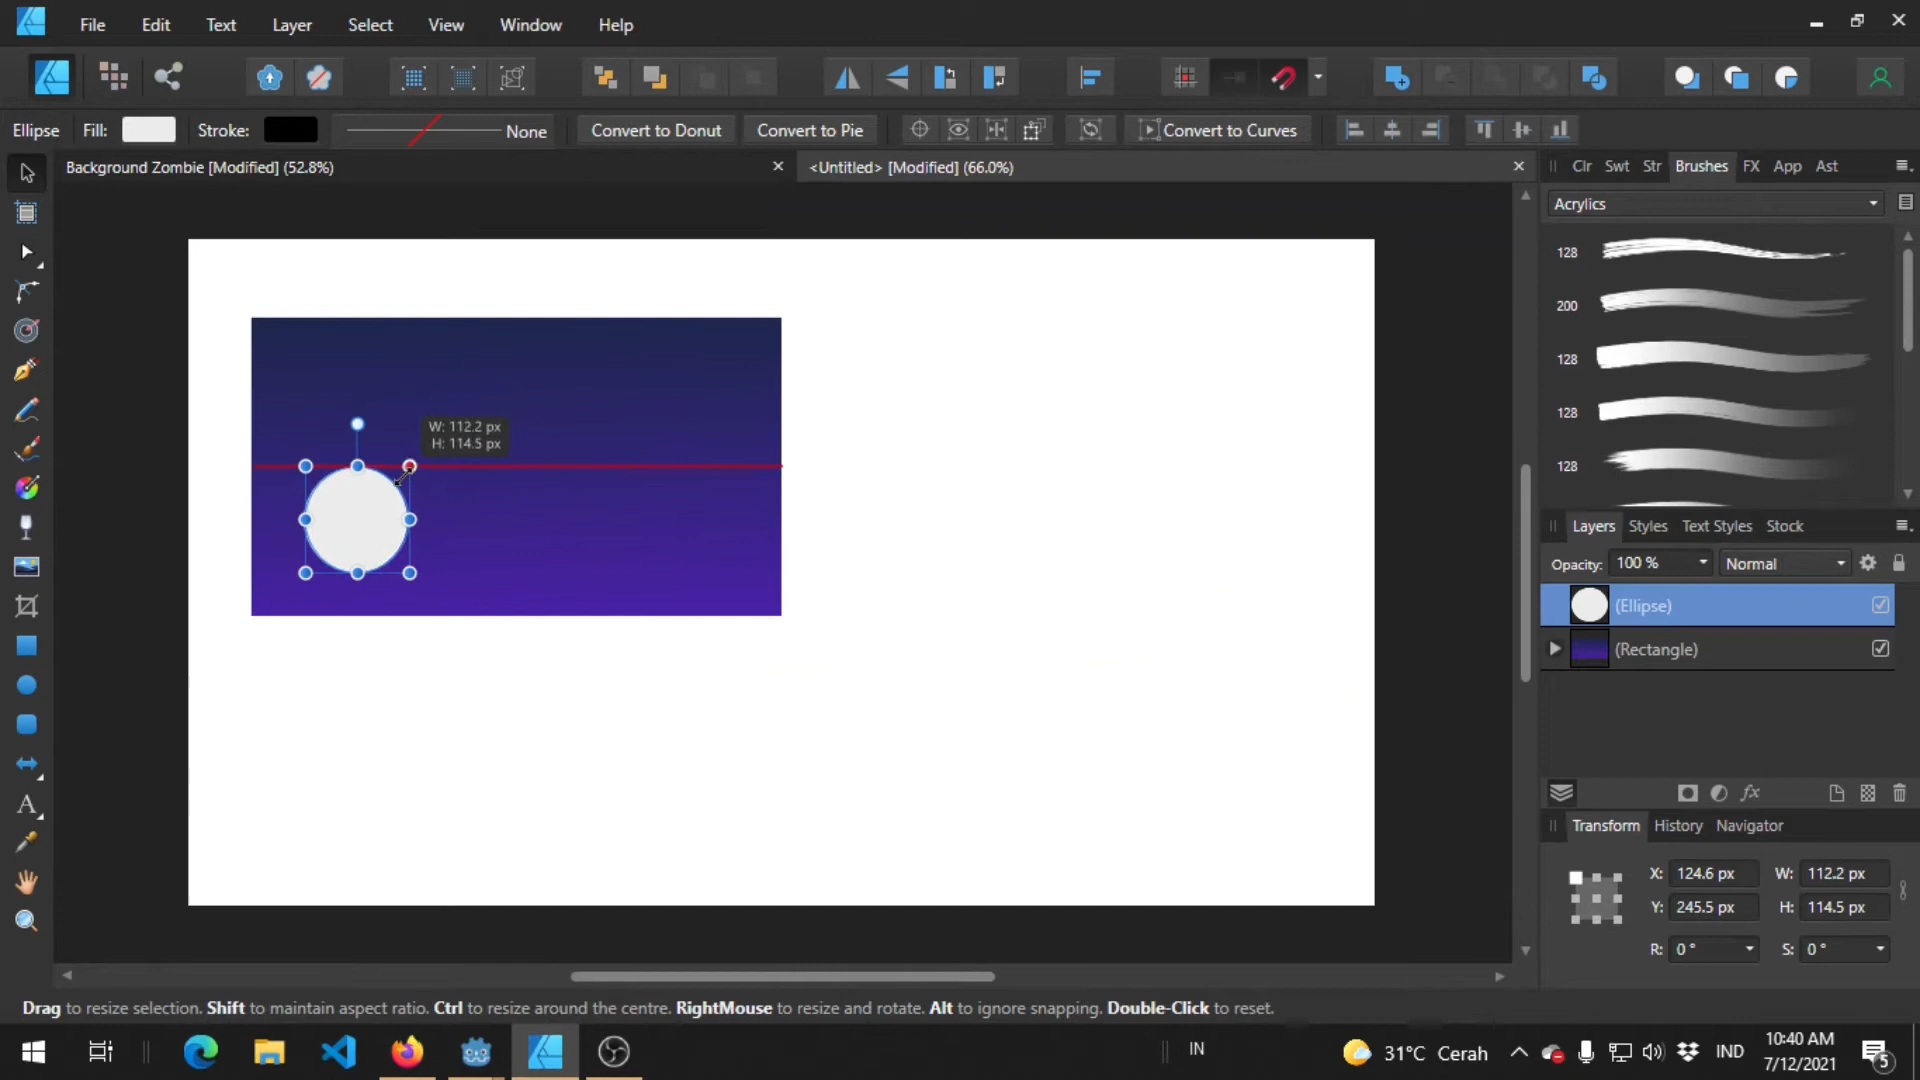 File Edit Text Layer Select View Window Help
Ellipse Fill: Stroke: None Convert to Donut Convert to Pie Convert to Curves
Background Zombie [Modified] (52.8%) <Untitled> [Modified] (66.0%)
Clr Swt Str Brushes FX App Ast
Acrylics
128
200
128
128
128
W: 112.2 px
H: 114.5 px
Layers Styles Text Styles Stock
Opacity: 100 % Normal
(Ellipse)
(Rectangle)
Transform History Navigator
X: 124.6 px W: 112.2 px
Y: 245.5 px H: 114.5 px
R: 0 ° S: 0 °
Drag to resize selection. Shift to maintain aspect ratio. Ctrl to resize around the centre. RightMouse to resize and rotate. Alt to ignore snapping. Double-Click to reset.
IN 31°C Cerah IND 10:40 AM
7/12/2021
5